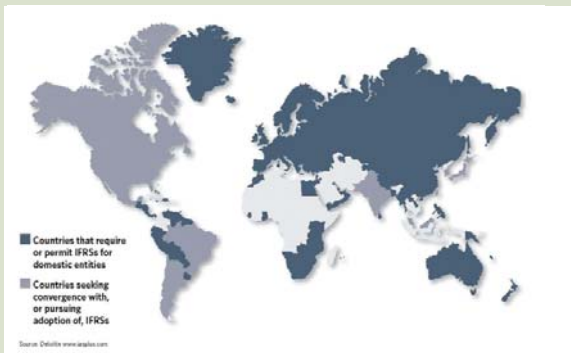 Countries that require
or permit IFRSs for
domestic entities
Countries seeking
convergence with,
or pursuing
adoption of, IFRSs
Source: Deloitte www.iasplus.com